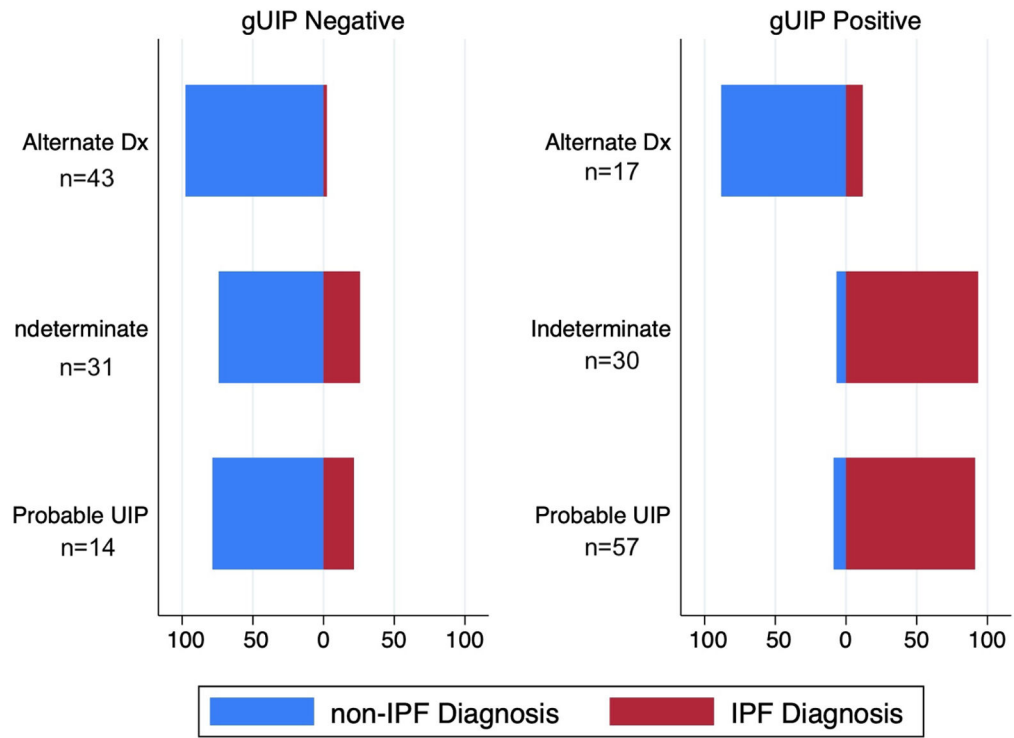 gUIP Negative
Alternate Dx
n=43
ndeterminate
n=31
Probable UIP
n=14
100 50 0 50 100
gUIP Positive
Alternate Dx
n=17
Indeterminate
n=30
Probable UIP
n=57
100 50 0 50 100
non-IPF Diagnosis
IPF Diagnosis